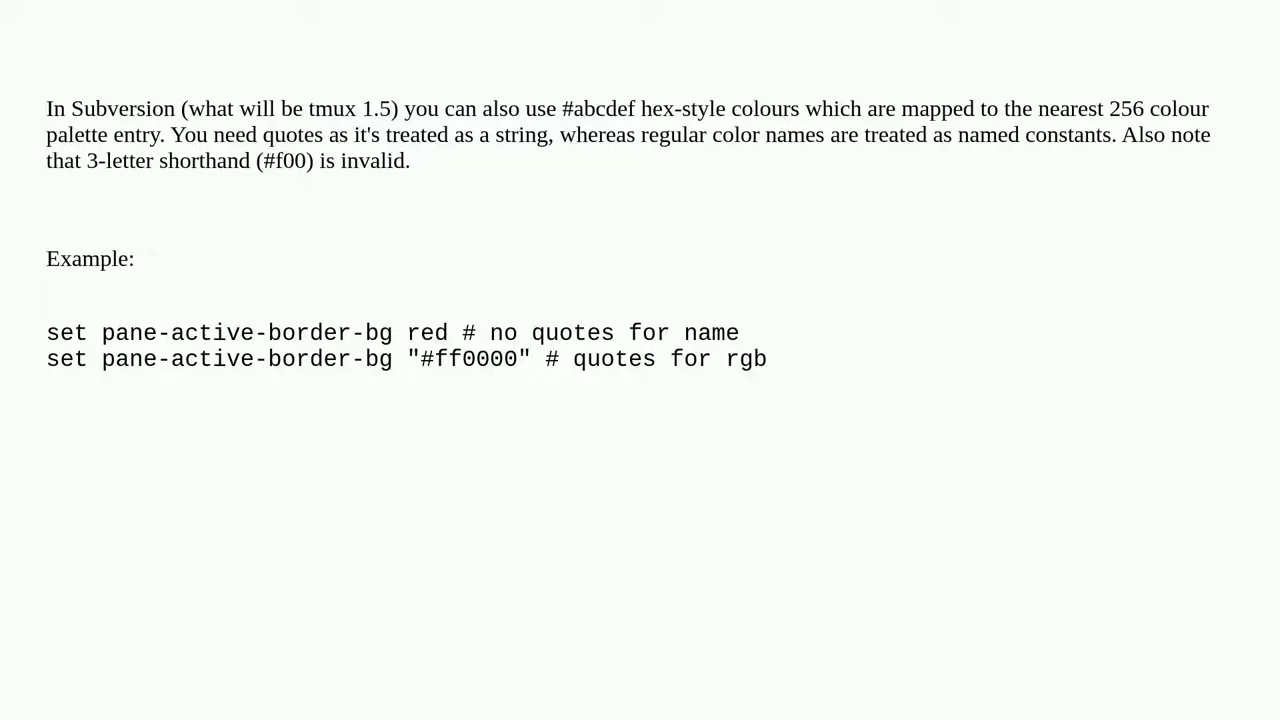 In Subversion (what will be tmux 1.5) you can also use #abcdef hex-style colours which are mapped to the nearest 256 colour
palette entry. You need quotes as it's treated as a string, whereas regular color names are treated as named constants. Also note
that 3-letter shorthand (#f00) is invalid.
Example:
set pane-active-border-bg red # no quotes for name
set pane-active-border-bg "#ff0000" # quotes for rgb